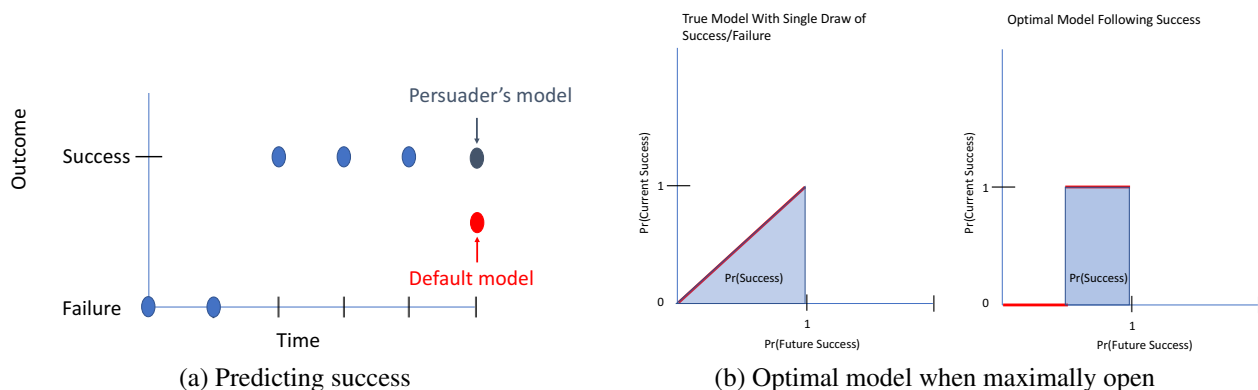 Outcome
Persuader's model
Success
Default model
Failure
Time
(a) Predicting success
True Model With Single Draw of
Success/Failure
Pr(Current Success)
1
Pr(Success)
0
1
Pr(Future Success)
Optimal Model Following Success
Pr(Current Success)
1
Pr(Success)
0
1
Pr(Future Success)
(b) Optimal model when maximally open